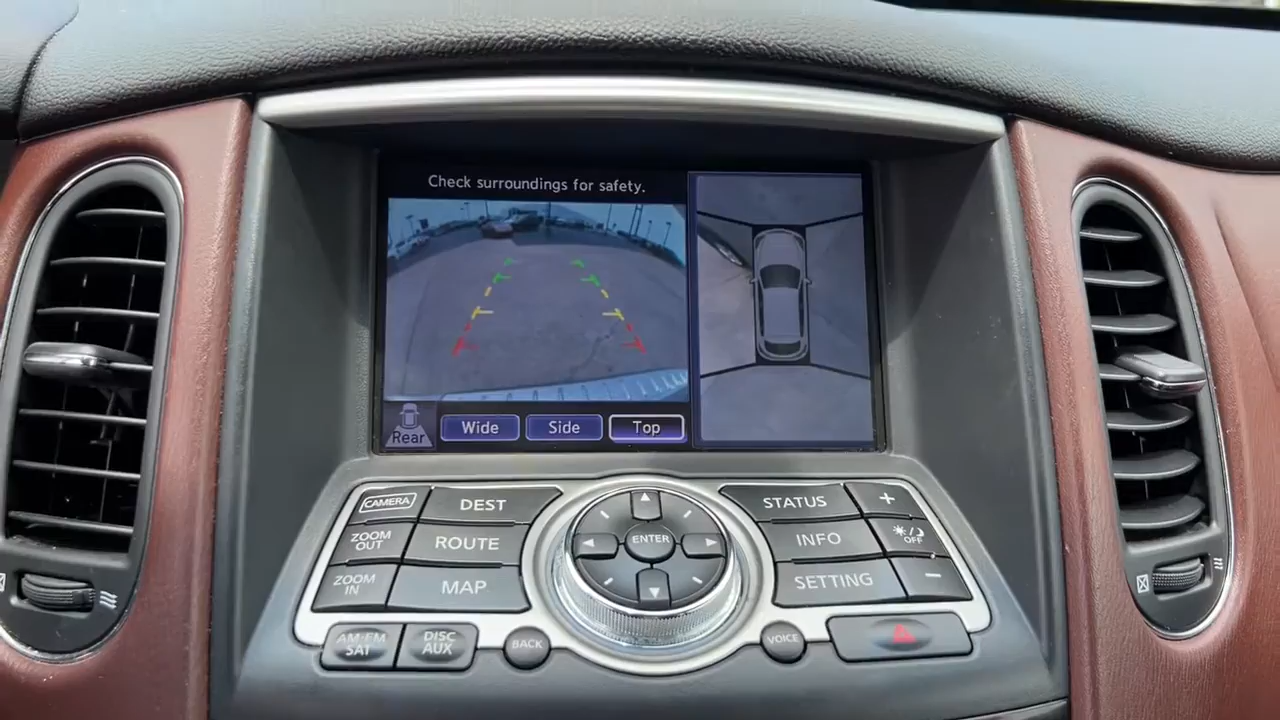 Check surroundings for safety.
Rear
Wide
Side
Top
CAMERA
DEST
STATUS
+
ZOOM
OUT
ROUTE
ENTER
INFO
OFF
ZOOM
IN
MAP
SETTING
−
AM·FM
SAT
DISC
AUX
BACK
VOICE